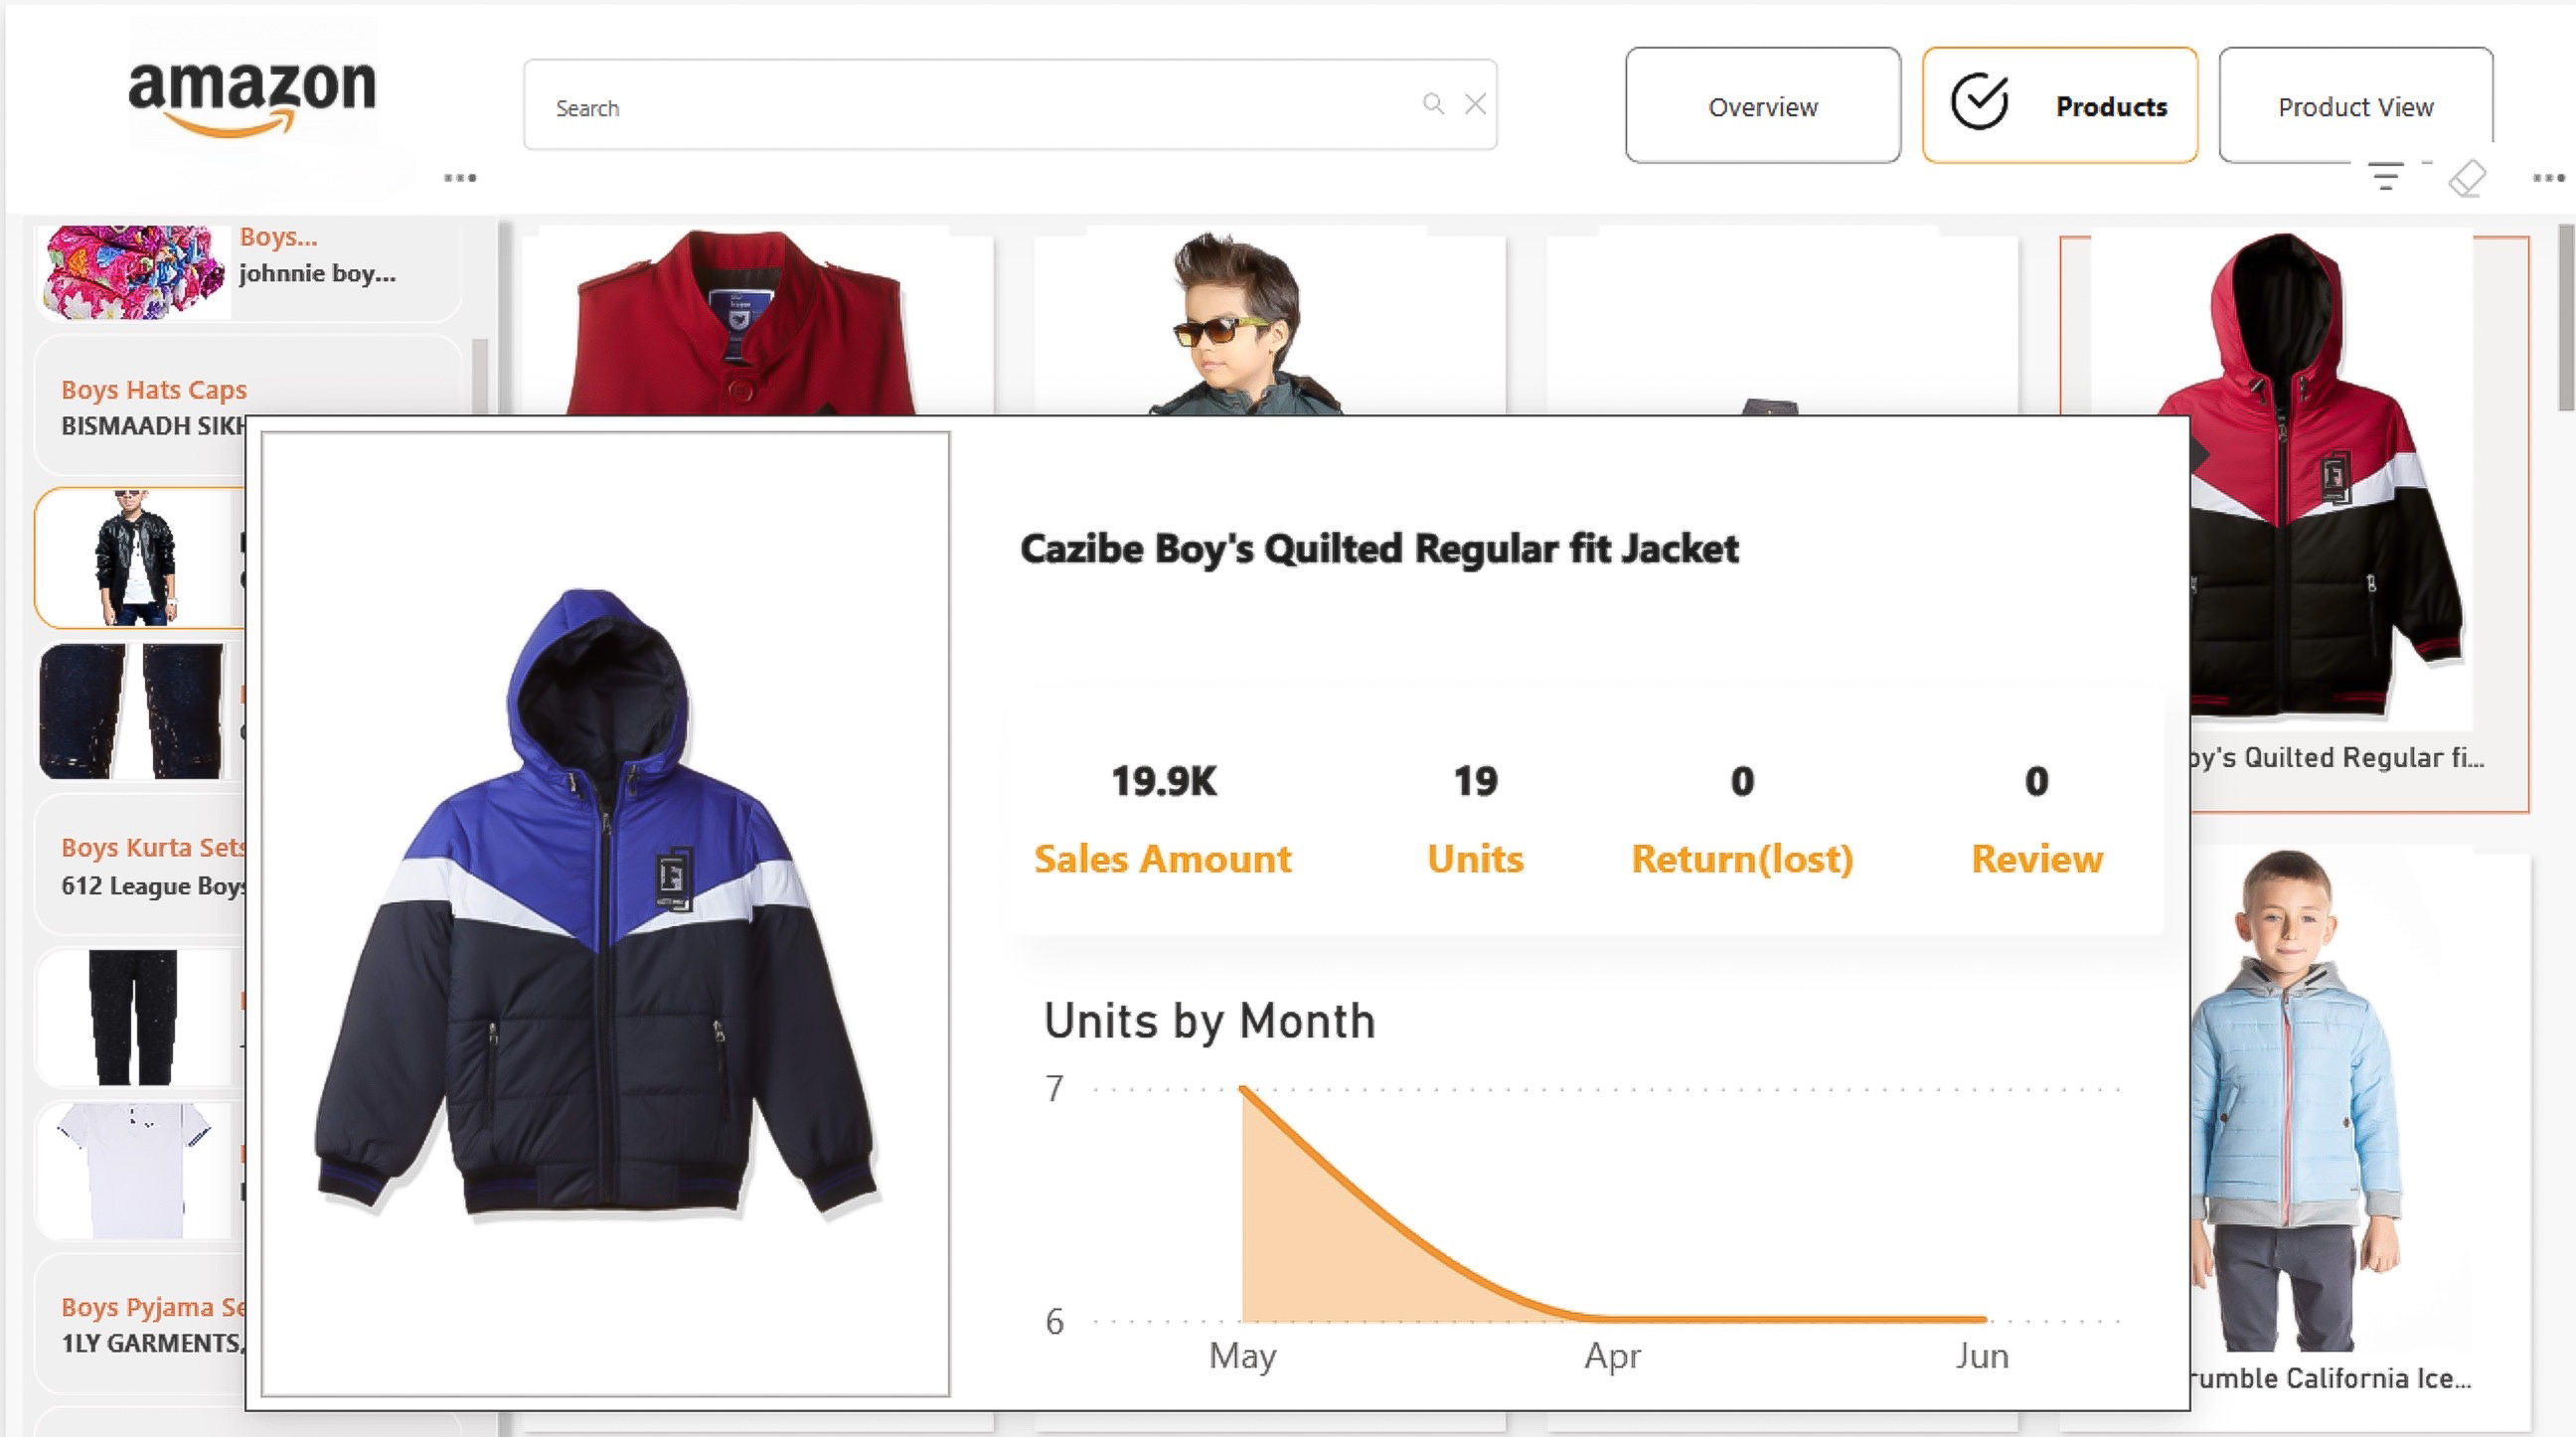 amazon
Search
Overview
Products
Product View
Boys...
johnnie boy...
Boys Hats Caps
BISMAADH SIKH
Boys Kurta Sets
612 League Boys
Boys Pyjama Se
1LY GARMENTS,
Cazibe Boy's Quilted Regular fit Jacket
19.9K
19
0
0
Sales Amount
Units
Return(lost)
Review
Units by Month
7
6
May
Apr
Jun
oy's Quilted Regular fi...
rumble California Ice...